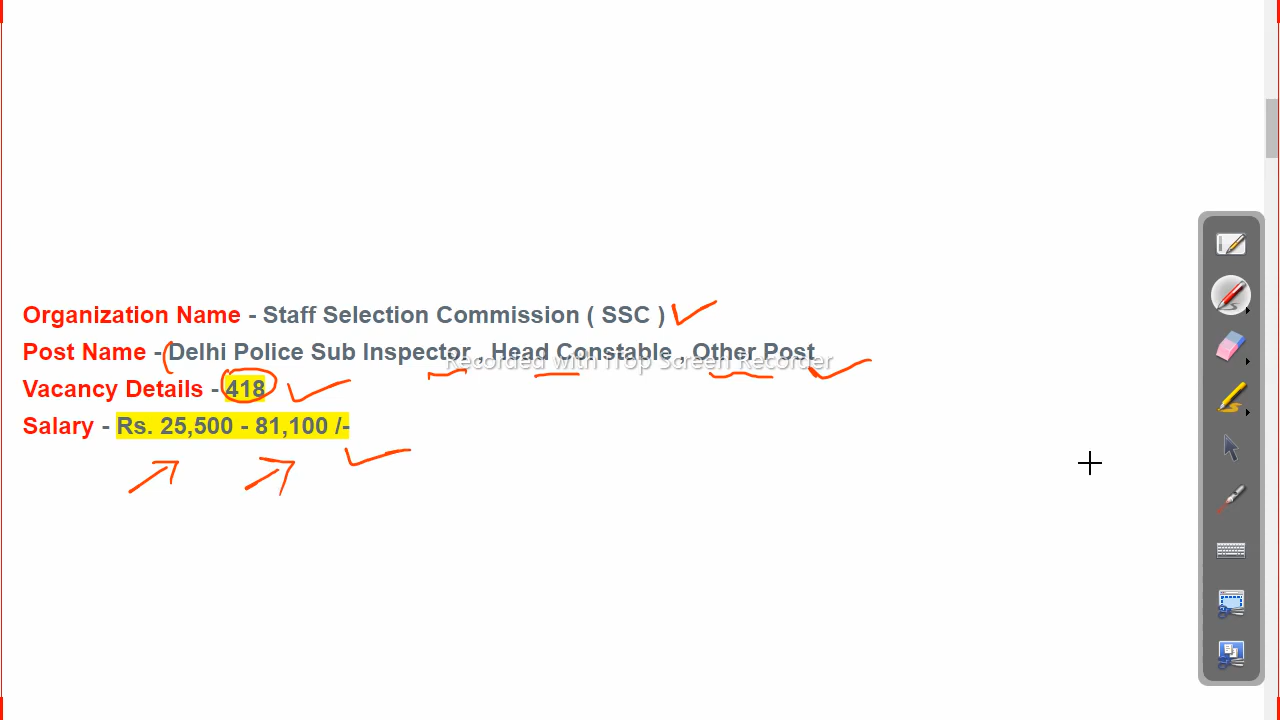 Organization Name - Staff Selection Commission ( SSC )
Post Name - Delhi Police Sub Inspector , Head Constable , Other Post
Recorded with iTop Screen Recorder
Vacancy Details - 418
Salary - Rs. 25,500 - 81,100 /-